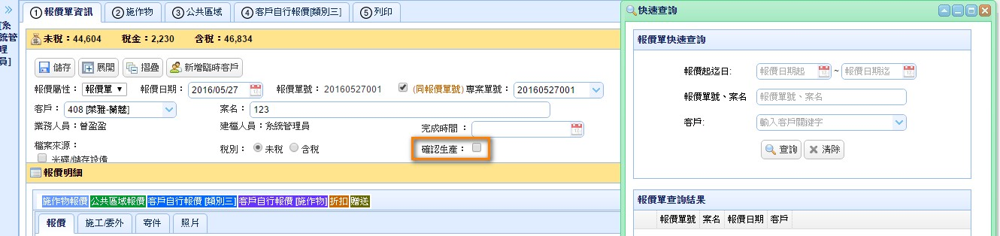 »
[系統管理員]
① 報價單資訊 ② 施作物 ③ 公共區域 ④ 客戶自行報價[類別三] ⑤ 列印
未稅：44,604 稅金：2,230 含稅：46,834
儲存 展開 摺疊 新增臨時客戶
報價屬性： 報價單 報價日期： 2016/05/27 報價單號： 20160527001 (同報價單號) 專案單號： 20160527001
客戶： 408 [萊雅-蘭蔻] 案名： 123
業務人員：曾盈盈 建檔人員：系統管理員 完成時間：
檔案來源： 稅別： 未稅 含稅 確認生產：
光碟/儲存設備
報價明細
施作物報價 公共區域報價 客戶自行報價 [類別三] 客戶自行報價 [施作物] 折扣 贈送
報價 施工/委外 寄件 照片
快速查詢
報價單快速查詢
報價起迄日: 報價日期起 ~ 報價日期迄
報價單號、案名 報價單號、案名
客戶: 輸入客戶關鍵字
查詢 清除
報價單查詢結果
報價單號 案名 報價日期 客戶